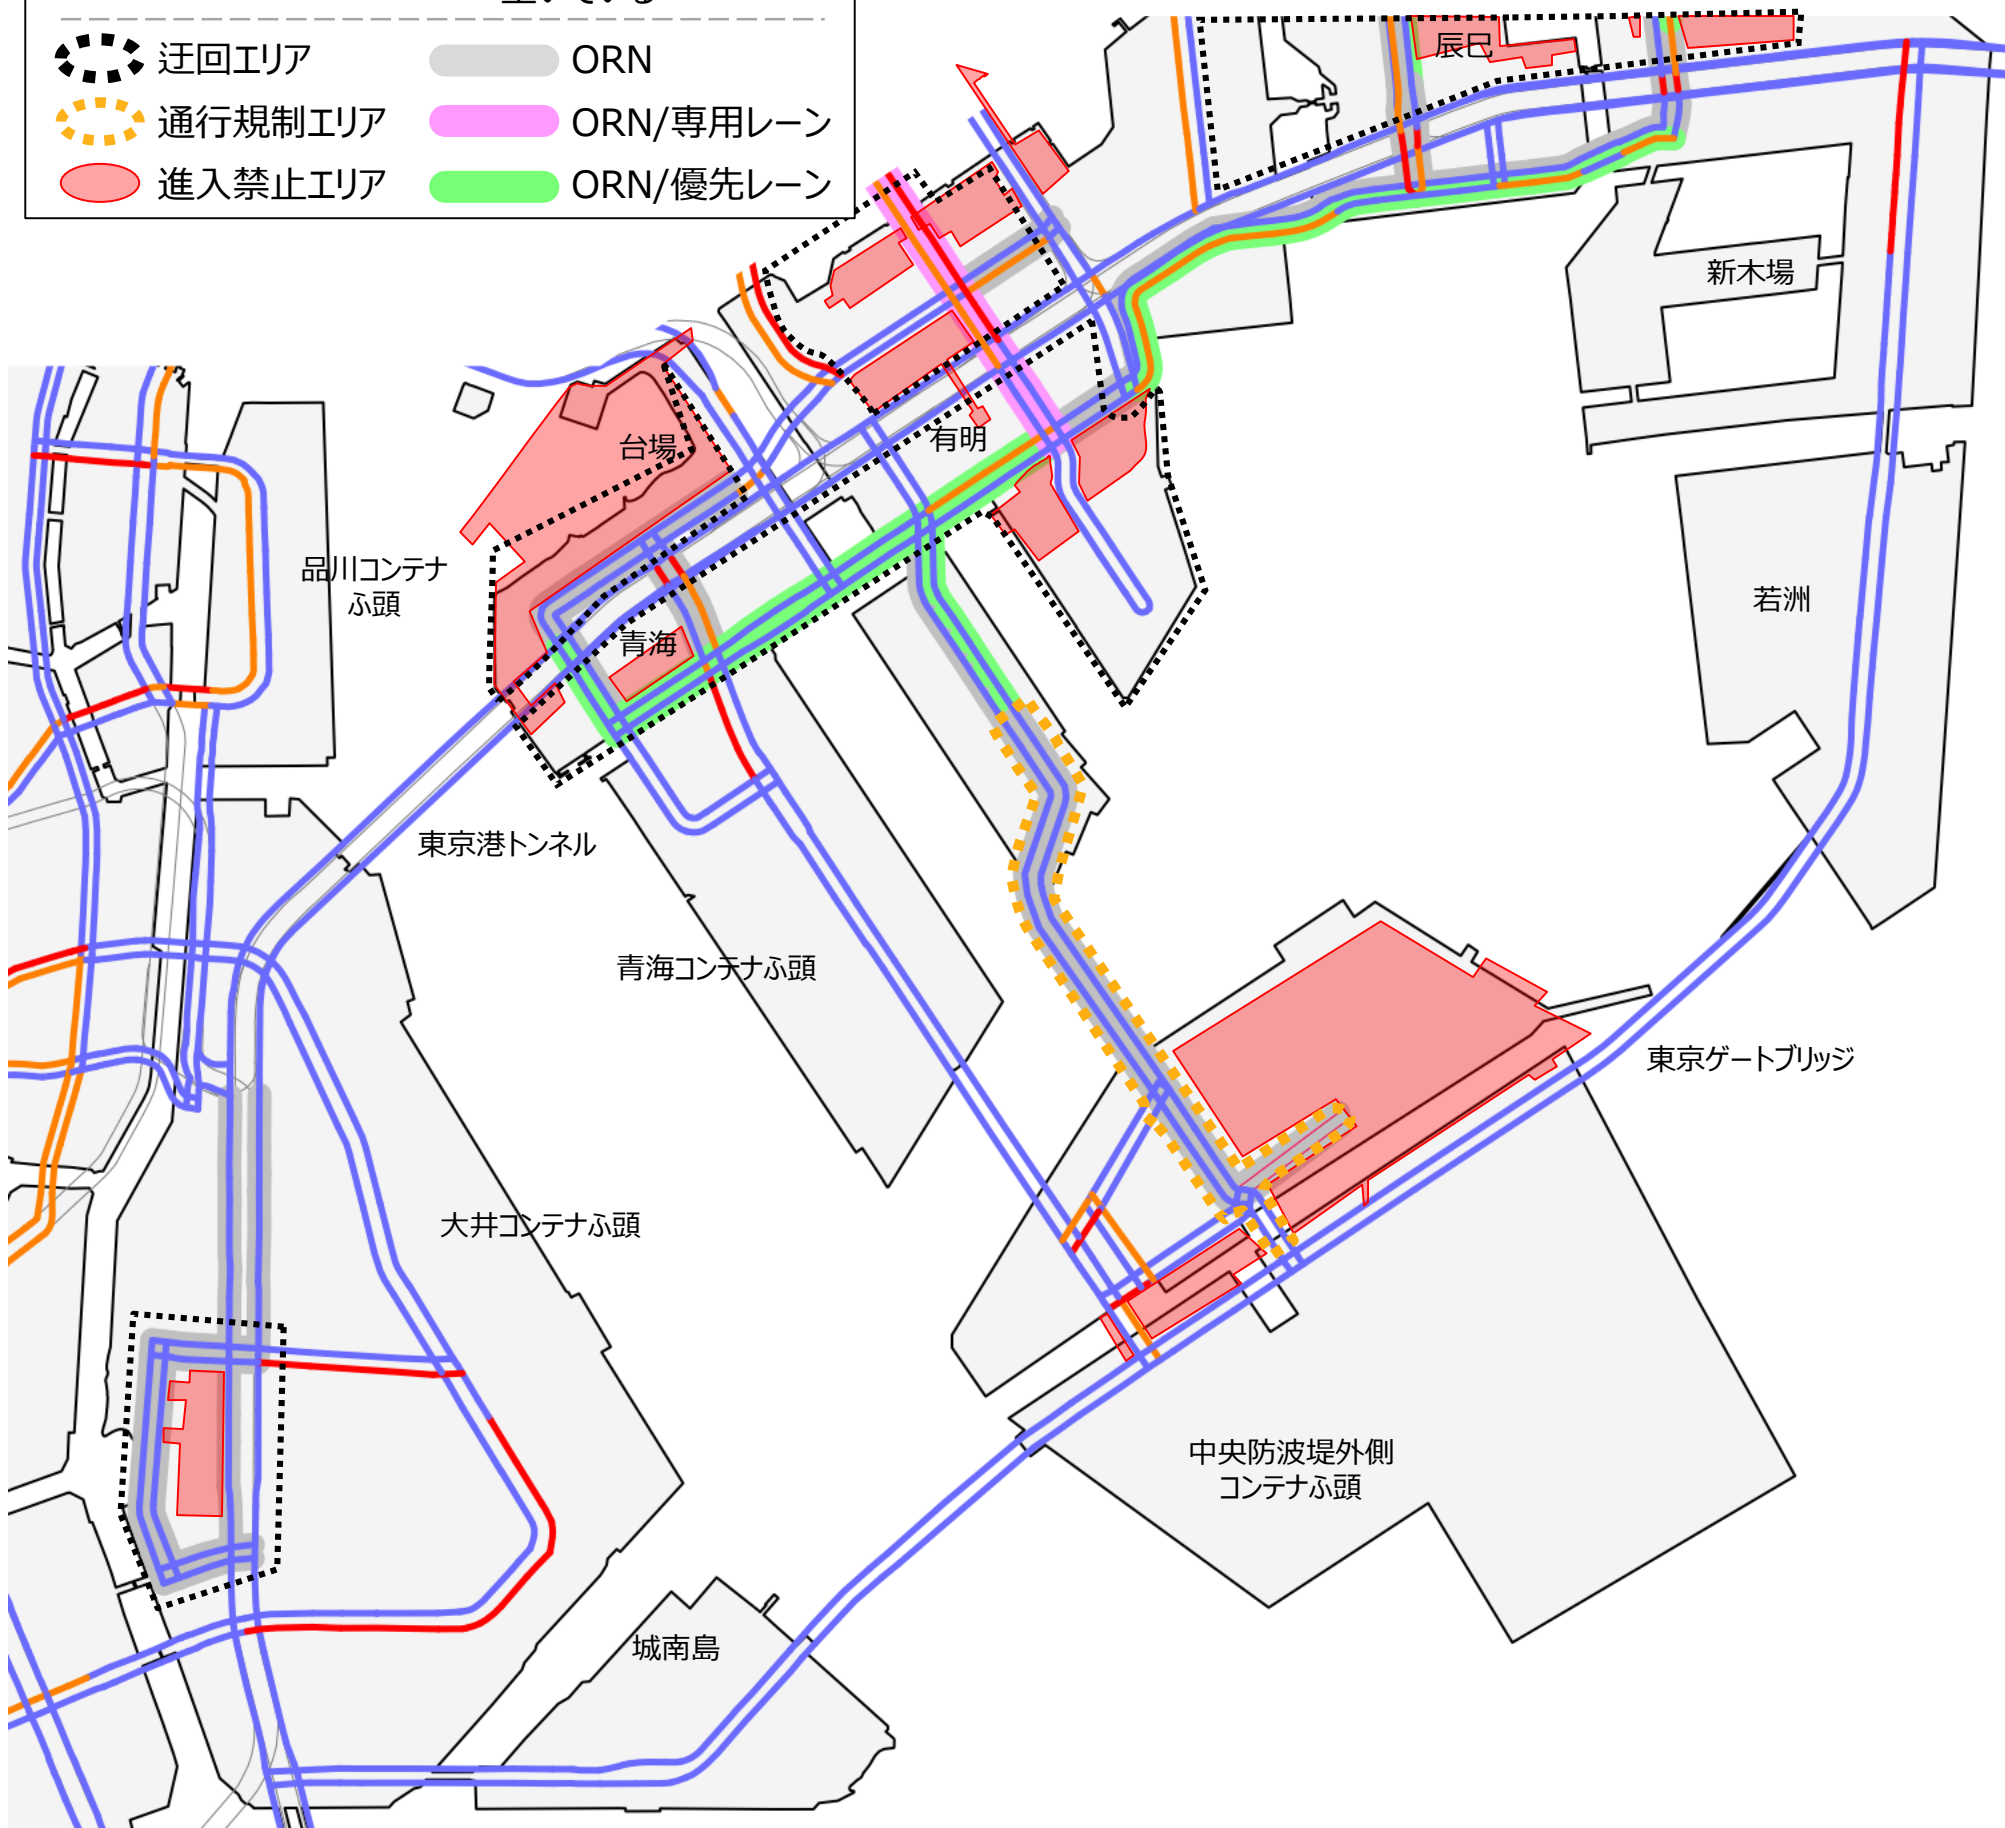 空いている
迂回エリア
ORN
通行規制エリア
ORN/専用レーン
進入禁止エリア
ORN/優先レーン
辰巳
新木場
有明
台場
品川コンテナ
ふ頭
青海
若洲
東京港トンネル
青海コンテナふ頭
東京ゲートブリッジ
大井コンテナふ頭
中央防波堤外側
コンテナふ頭
城南島